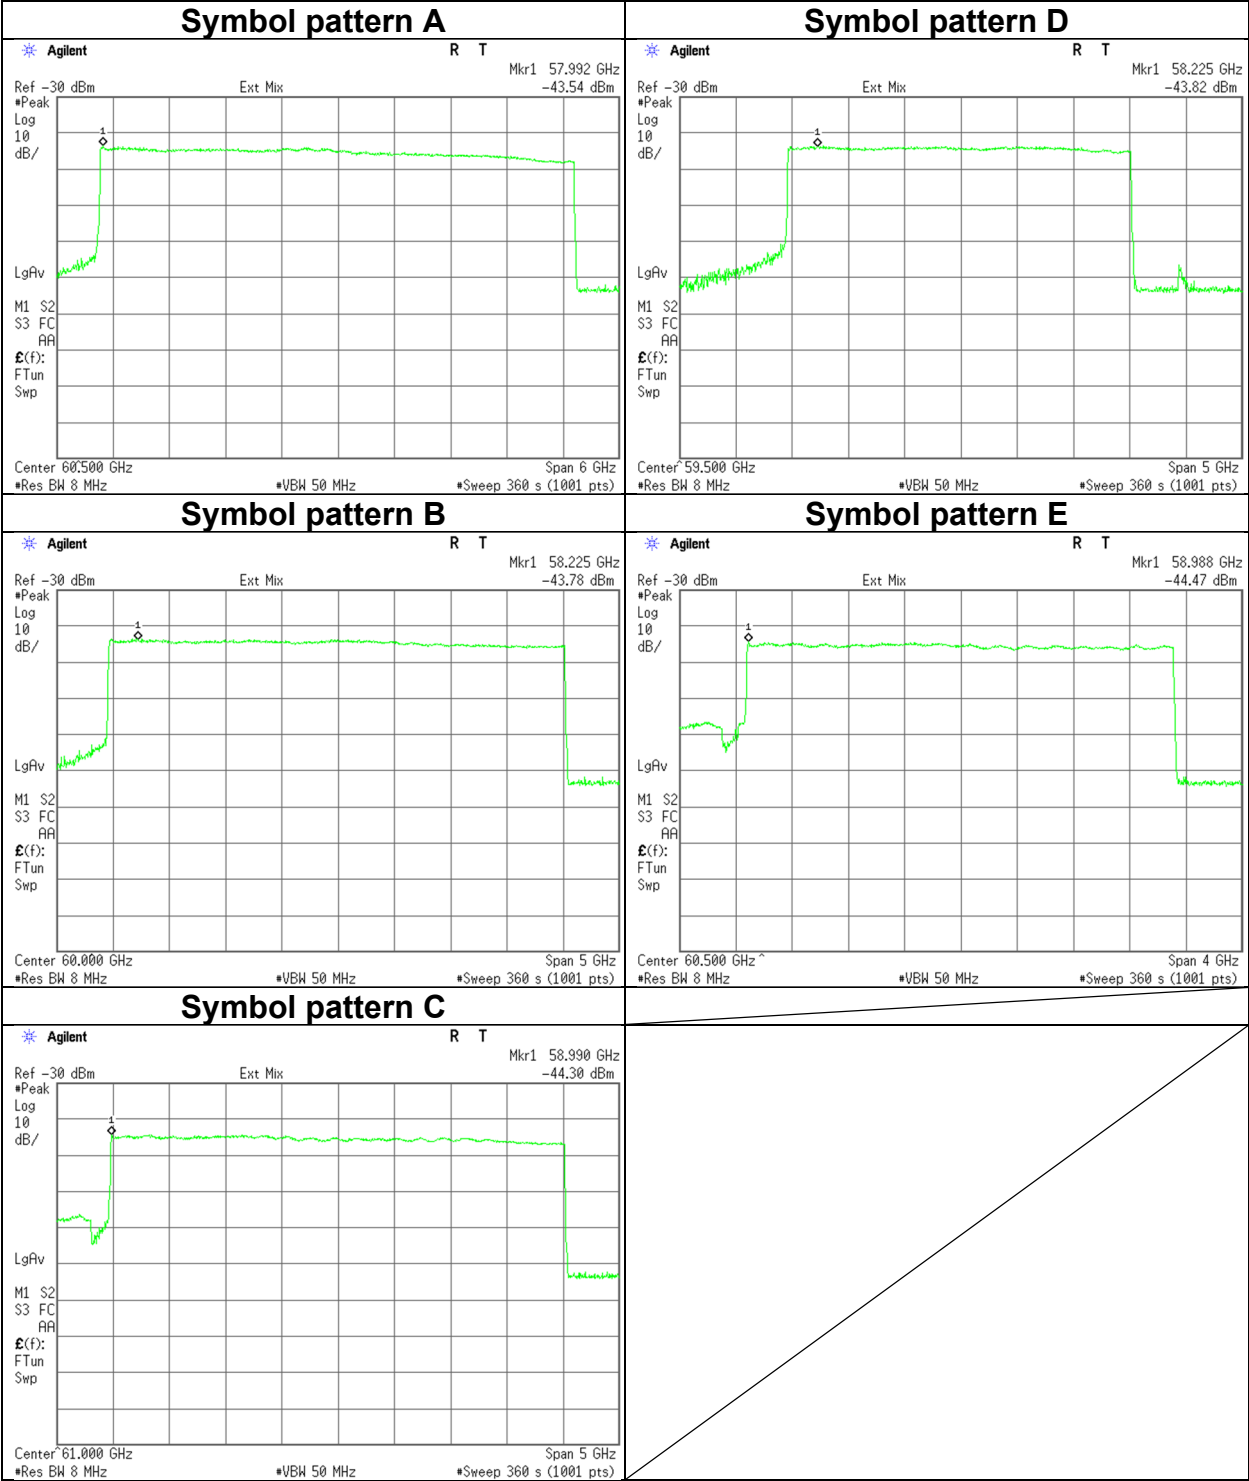 Symbol pattern A
Agilent
R T
Mkr1 57.992 GHz
Ref -30 dBm
Ext Mix
-43.54 dBm
#Peak
Log
10
dB/
1
LgAv
M1 S2
S3 FC
AA
£(f):
FTun
Swp
Center 60.500 GHz
Span 6 GHz
#Res BW 8 MHz
#VBW 50 MHz
#Sweep 360 s (1001 pts)
Symbol pattern D
Agilent
R T
Mkr1 58.225 GHz
Ref -30 dBm
Ext Mix
-43.82 dBm
#Peak
Log
10
dB/
1
LgAv
M1 S2
S3 FC
AA
£(f):
FTun
Swp
Center 59.500 GHz
Span 5 GHz
#Res BW 8 MHz
#VBW 50 MHz
#Sweep 360 s (1001 pts)
Symbol pattern B
Agilent
R T
Mkr1 58.225 GHz
Ref -30 dBm
Ext Mix
-43.78 dBm
#Peak
Log
10
dB/
1
LgAv
M1 S2
S3 FC
AA
£(f):
FTun
Swp
Center 60.000 GHz
Span 5 GHz
#Res BW 8 MHz
#VBW 50 MHz
#Sweep 360 s (1001 pts)
Symbol pattern E
Agilent
R T
Mkr1 58.988 GHz
Ref -30 dBm
Ext Mix
-44.47 dBm
#Peak
Log
10
dB/
1
LgAv
M1 S2
S3 FC
AA
£(f):
FTun
Swp
Center 60.500 GHz
Span 4 GHz
#Res BW 8 MHz
#VBW 50 MHz
#Sweep 360 s (1001 pts)
Symbol pattern C
Agilent
R T
Mkr1 58.990 GHz
Ref -30 dBm
Ext Mix
-44.30 dBm
#Peak
Log
10
dB/
1
LgAv
M1 S2
S3 FC
AA
£(f):
FTun
Swp
Center 61.000 GHz
Span 5 GHz
#Res BW 8 MHz
#VBW 50 MHz
#Sweep 360 s (1001 pts)